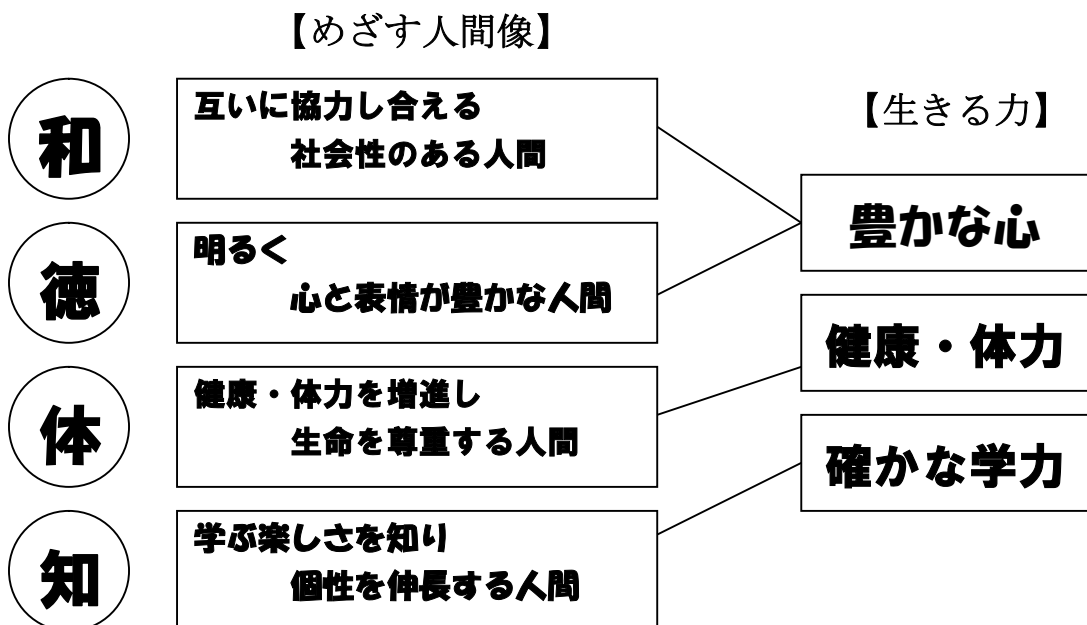 【めざす人間像】
和
互いに協力し合える
社会性のある人間
徳
明るく
心と表情が豊かな人間
体
健康・体力を増進し
生命を尊重する人間
知
学ぶ楽しさを知り
個性を伸長する人間
【生きる力】
豊かな心
健康・体力
確かな学力